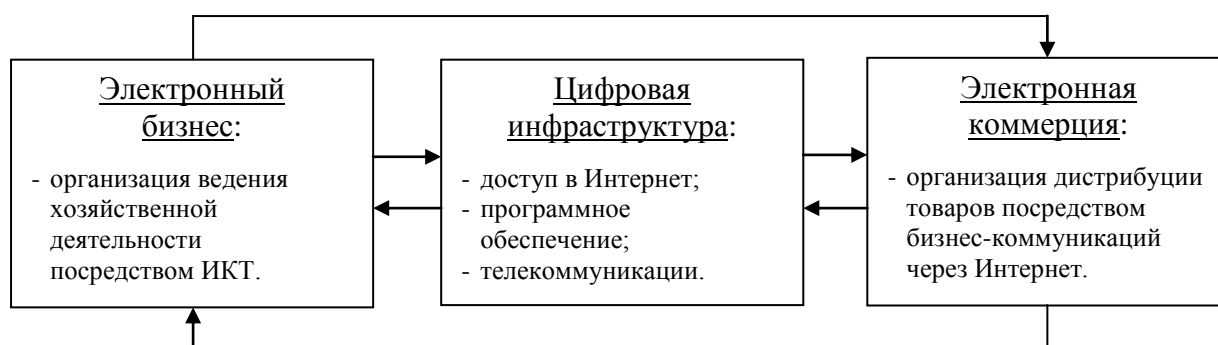 Электронный
бизнес:
- организация ведения
хозяйственной
деятельности
посредством ИКТ.
Цифровая
инфраструктура:
- доступ в Интернет;
- программное
обеспечение;
- телекоммуникации.
Электронная
коммерция:
- организация дистрибуции
товаров посредством
бизнес-коммуникаций
через Интернет.